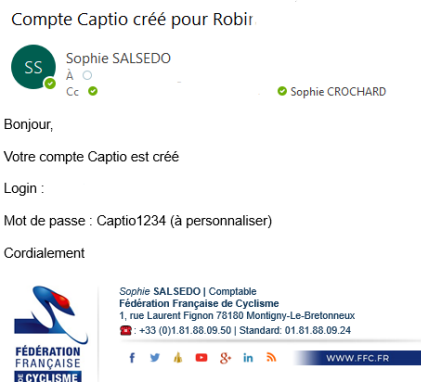 Compte Captio créé pour Robin
SS
Sophie SALSEDO
À
Cc
Sophie CROCHARD
Bonjour,
Votre compte Captio est créé
Login :
Mot de passe : Captio1234 (à personnaliser)
Cordialement
Sophie SALSEDO | Comptable
Fédération Française de Cyclisme
1, rue Laurent Fignon 78180 Montigny-Le-Bretonneux
: +33 (0)1.81.88.09.50 | Standard: 01.81.88.09.24
FÉDÉRATION
FRANÇAISE
DE CYCLISME
WWW.FFC.FR